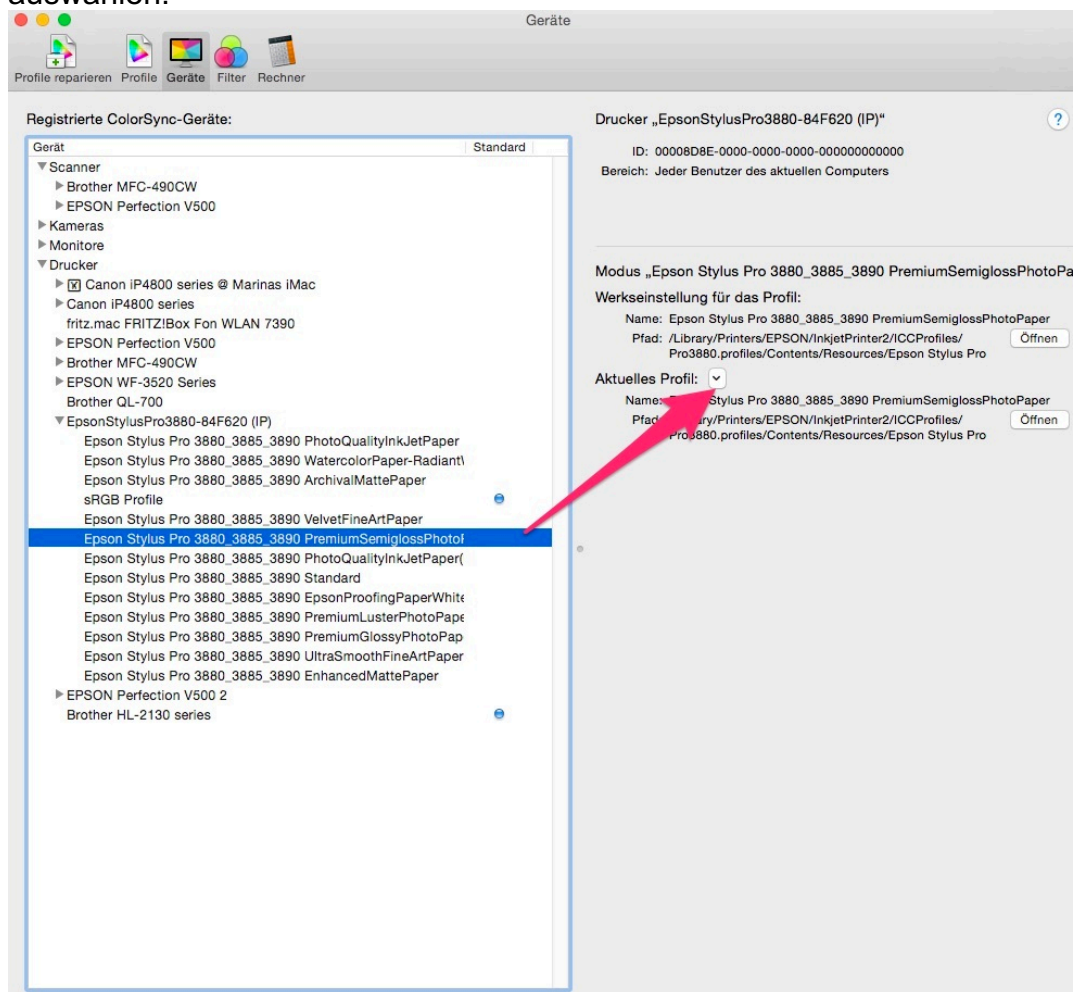 auswählen:
Geräte
Profile reparieren Profile Geräte Filter Rechner
Registrierte ColorSync-Geräte:
Gerät Standard
Scanner
Brother MFC-490CW
EPSON Perfection V500
Kameras
Monitore
Drucker
Canon iP4800 series @ Marinas iMac
Canon iP4800 series
fritz.mac FRITZ!Box Fon WLAN 7390
EPSON Perfection V500
Brother MFC-490CW
EPSON WF-3520 Series
Brother QL-700
EpsonStylusPro3880-84F620 (IP)
Epson Stylus Pro 3880_3885_3890 PhotoQualityInkJetPaper
Epson Stylus Pro 3880_3885_3890 WatercolorPaper-Radiant
Epson Stylus Pro 3880_3885_3890 ArchivalMattePaper
sRGB Profile
Epson Stylus Pro 3880_3885_3890 VelvetFineArtPaper
Epson Stylus Pro 3880_3885_3890 PremiumSemiglossPhoto
Epson Stylus Pro 3880_3885_3890 PhotoQualityInkJetPaper(
Epson Stylus Pro 3880_3885_3890 Standard
Epson Stylus Pro 3880_3885_3890 EpsonProofingPaperWhite
Epson Stylus Pro 3880_3885_3890 PremiumLusterPhotoPape
Epson Stylus Pro 3880_3885_3890 PremiumGlossyPhotoPap
Epson Stylus Pro 3880_3885_3890 UltraSmoothFineArtPaper
Epson Stylus Pro 3880_3885_3890 EnhancedMattePaper
EPSON Perfection V500 2
Brother HL-2130 series
Drucker „EpsonStylusPro3880-84F620 (IP)“ ?
ID: 00008D8E-0000-0000-0000-000000000000
Bereich: Jeder Benutzer des aktuellen Computers
Modus „Epson Stylus Pro 3880_3885_3890 PremiumSemiglossPhotoPa
Werkseinstellung für das Profil:
Name: Epson Stylus Pro 3880_3885_3890 PremiumSemiglossPhotoPaper
Pfad: /Library/Printers/EPSON/InkjetPrinter2/ICCProfiles/ Öffnen
Pro3880.profiles/Contents/Resources/Epson Stylus Pro
Aktuelles Profil:
Name: Stylus Pro 3880_3885_3890 PremiumSemiglossPhotoPaper
Pfad: /Printers/EPSON/InkjetPrinter2/ICCProfiles/ Öffnen
Pro3880.profiles/Contents/Resources/Epson Stylus Pro